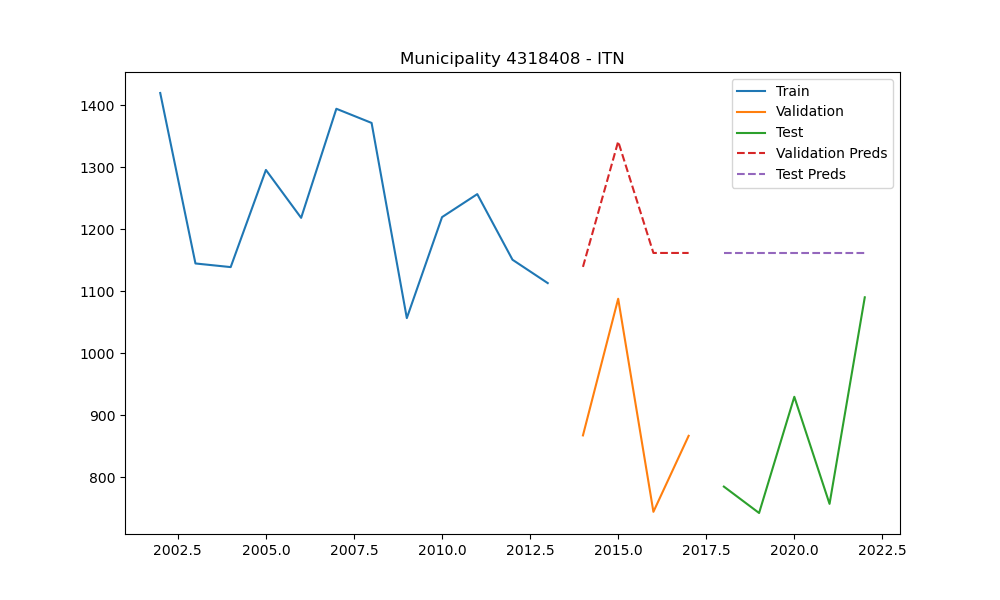 Municipality 4318408 - ITN
Train
Validation
Test
Validation Preds
Test Preds
1400
1300
1200
1100
1000
900
800
2002.5 2005.0 2007.5 2010.0 2012.5 2015.0 2017.5 2020.0 2022.5